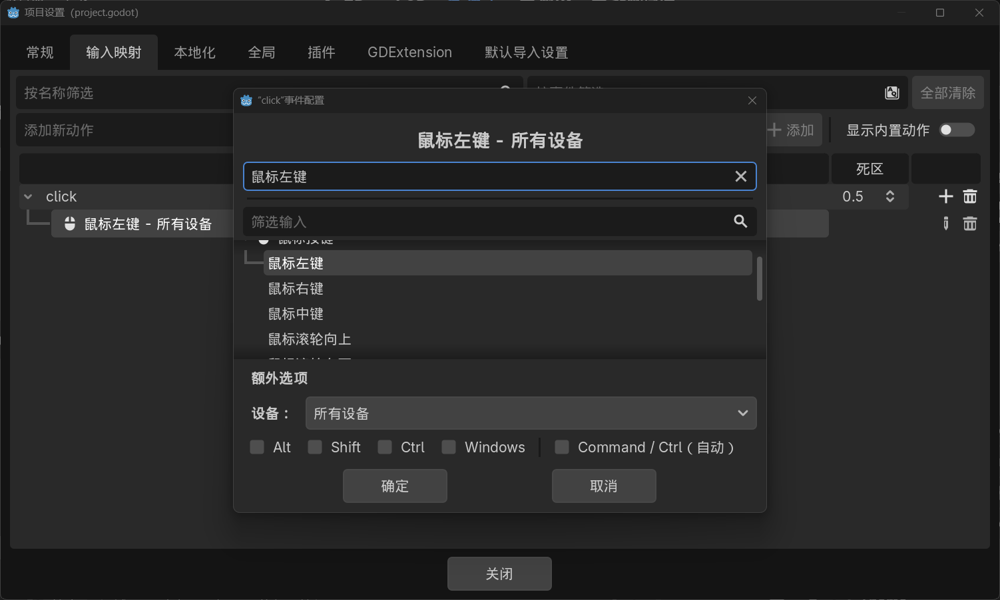 项目设置（project.godot）
常规 输入映射 本地化 全局 插件 GDExtension 默认导入设置
按名称筛选
全部清除
添加新动作
添加 显示内置动作
死区
click 0.5
鼠标左键 - 所有设备
“click”事件配置
鼠标左键 - 所有设备
鼠标左键
筛选输入
鼠标按键
鼠标左键
鼠标右键
鼠标中键
鼠标滚轮向上
额外选项
设备： 所有设备
Alt Shift Ctrl Windows Command / Ctrl（自动）
确定 取消
关闭